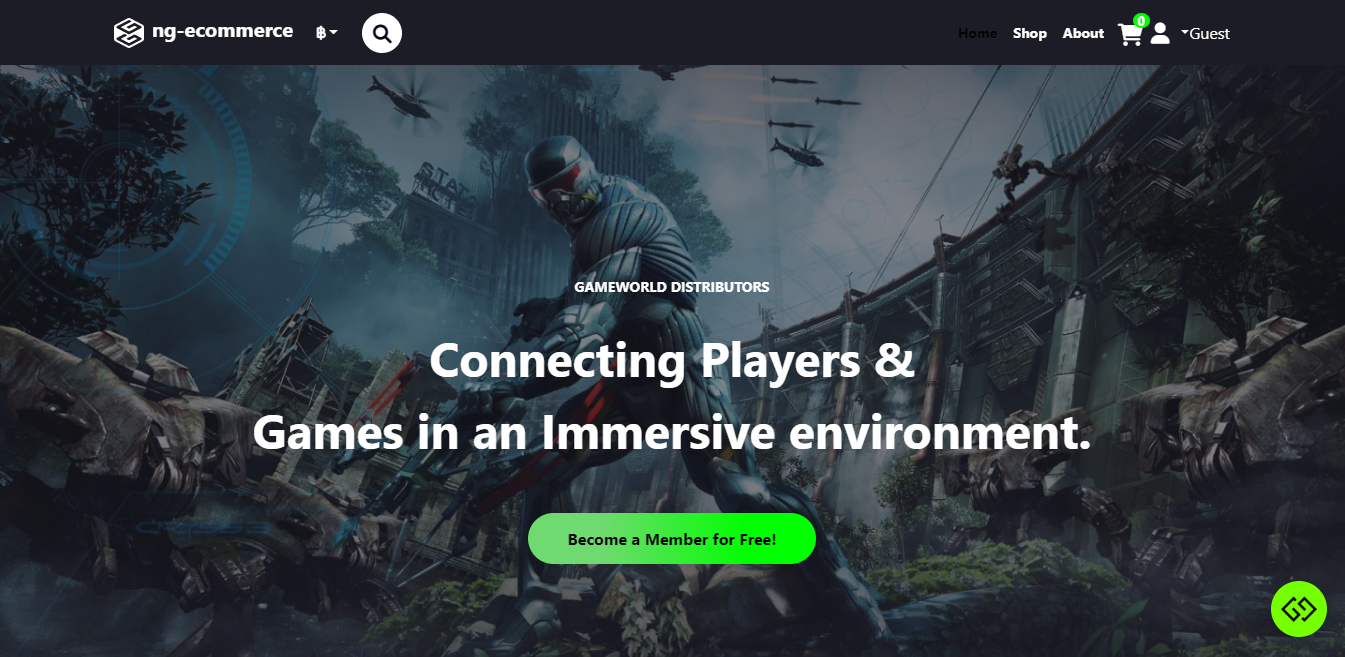 ng-ecommerce ฿ Home Shop About 0 Guest
STAT
GAMEWORLD DISTRIBUTORS
Connecting Players &
Games in an Immersive environment.
Become a Member for Free!